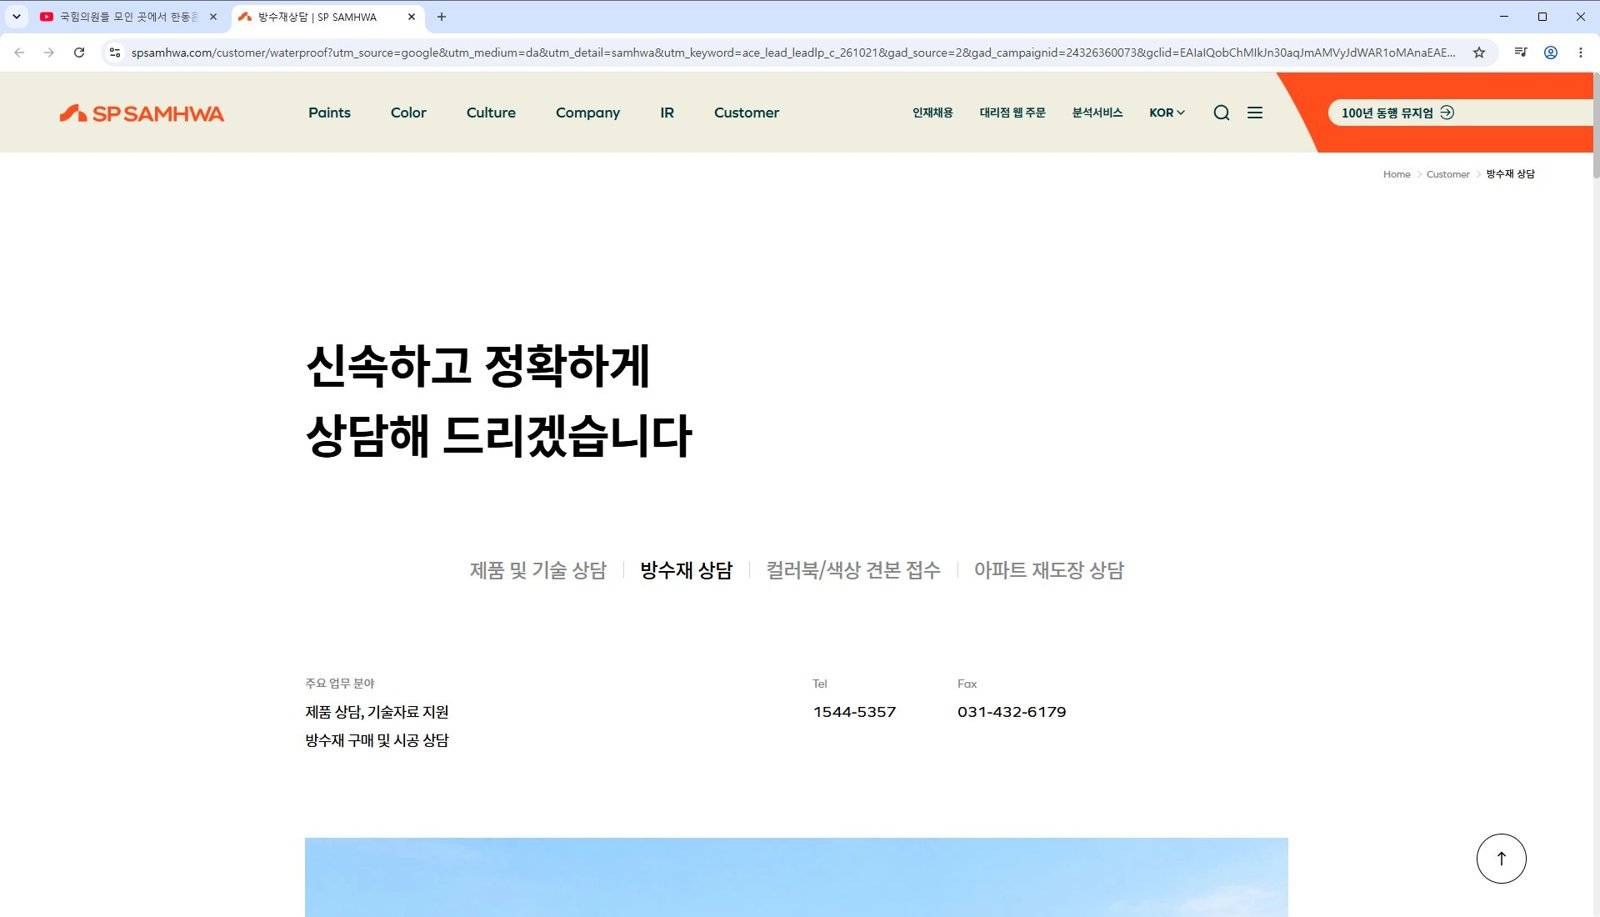 국힘의원들 모인 곳에서 한동훈
방수재상담 | SP SAMHWA
spsamhwa.com/customer/waterproof?utm_source=google&utm_medium=da&utm_detail=samhwa&utm_keyword=ace_lead_leadlp_c_261021&gad_source=2&gad_campaignid=24326360073&gclid=EAIaIQobChMIkJn30aqJmAMVyJdWAR1oMAnaEAE...
SP SAMHWA
Paints Color Culture Company IR Customer
인재채용 대리점 웹 주문 분석서비스 KOR
100년 동행 뮤지엄
Home > Customer > 방수재 상담
신속하고 정확하게
상담해 드리겠습니다
제품 및 기술 상담 | 방수재 상담 | 컬러북/색상 견본 접수 | 아파트 재도장 상담
주요 업무 분야
제품 상담, 기술자료 지원
방수재 구매 및 시공 상담
Tel
1544-5357
Fax
031-432-6179